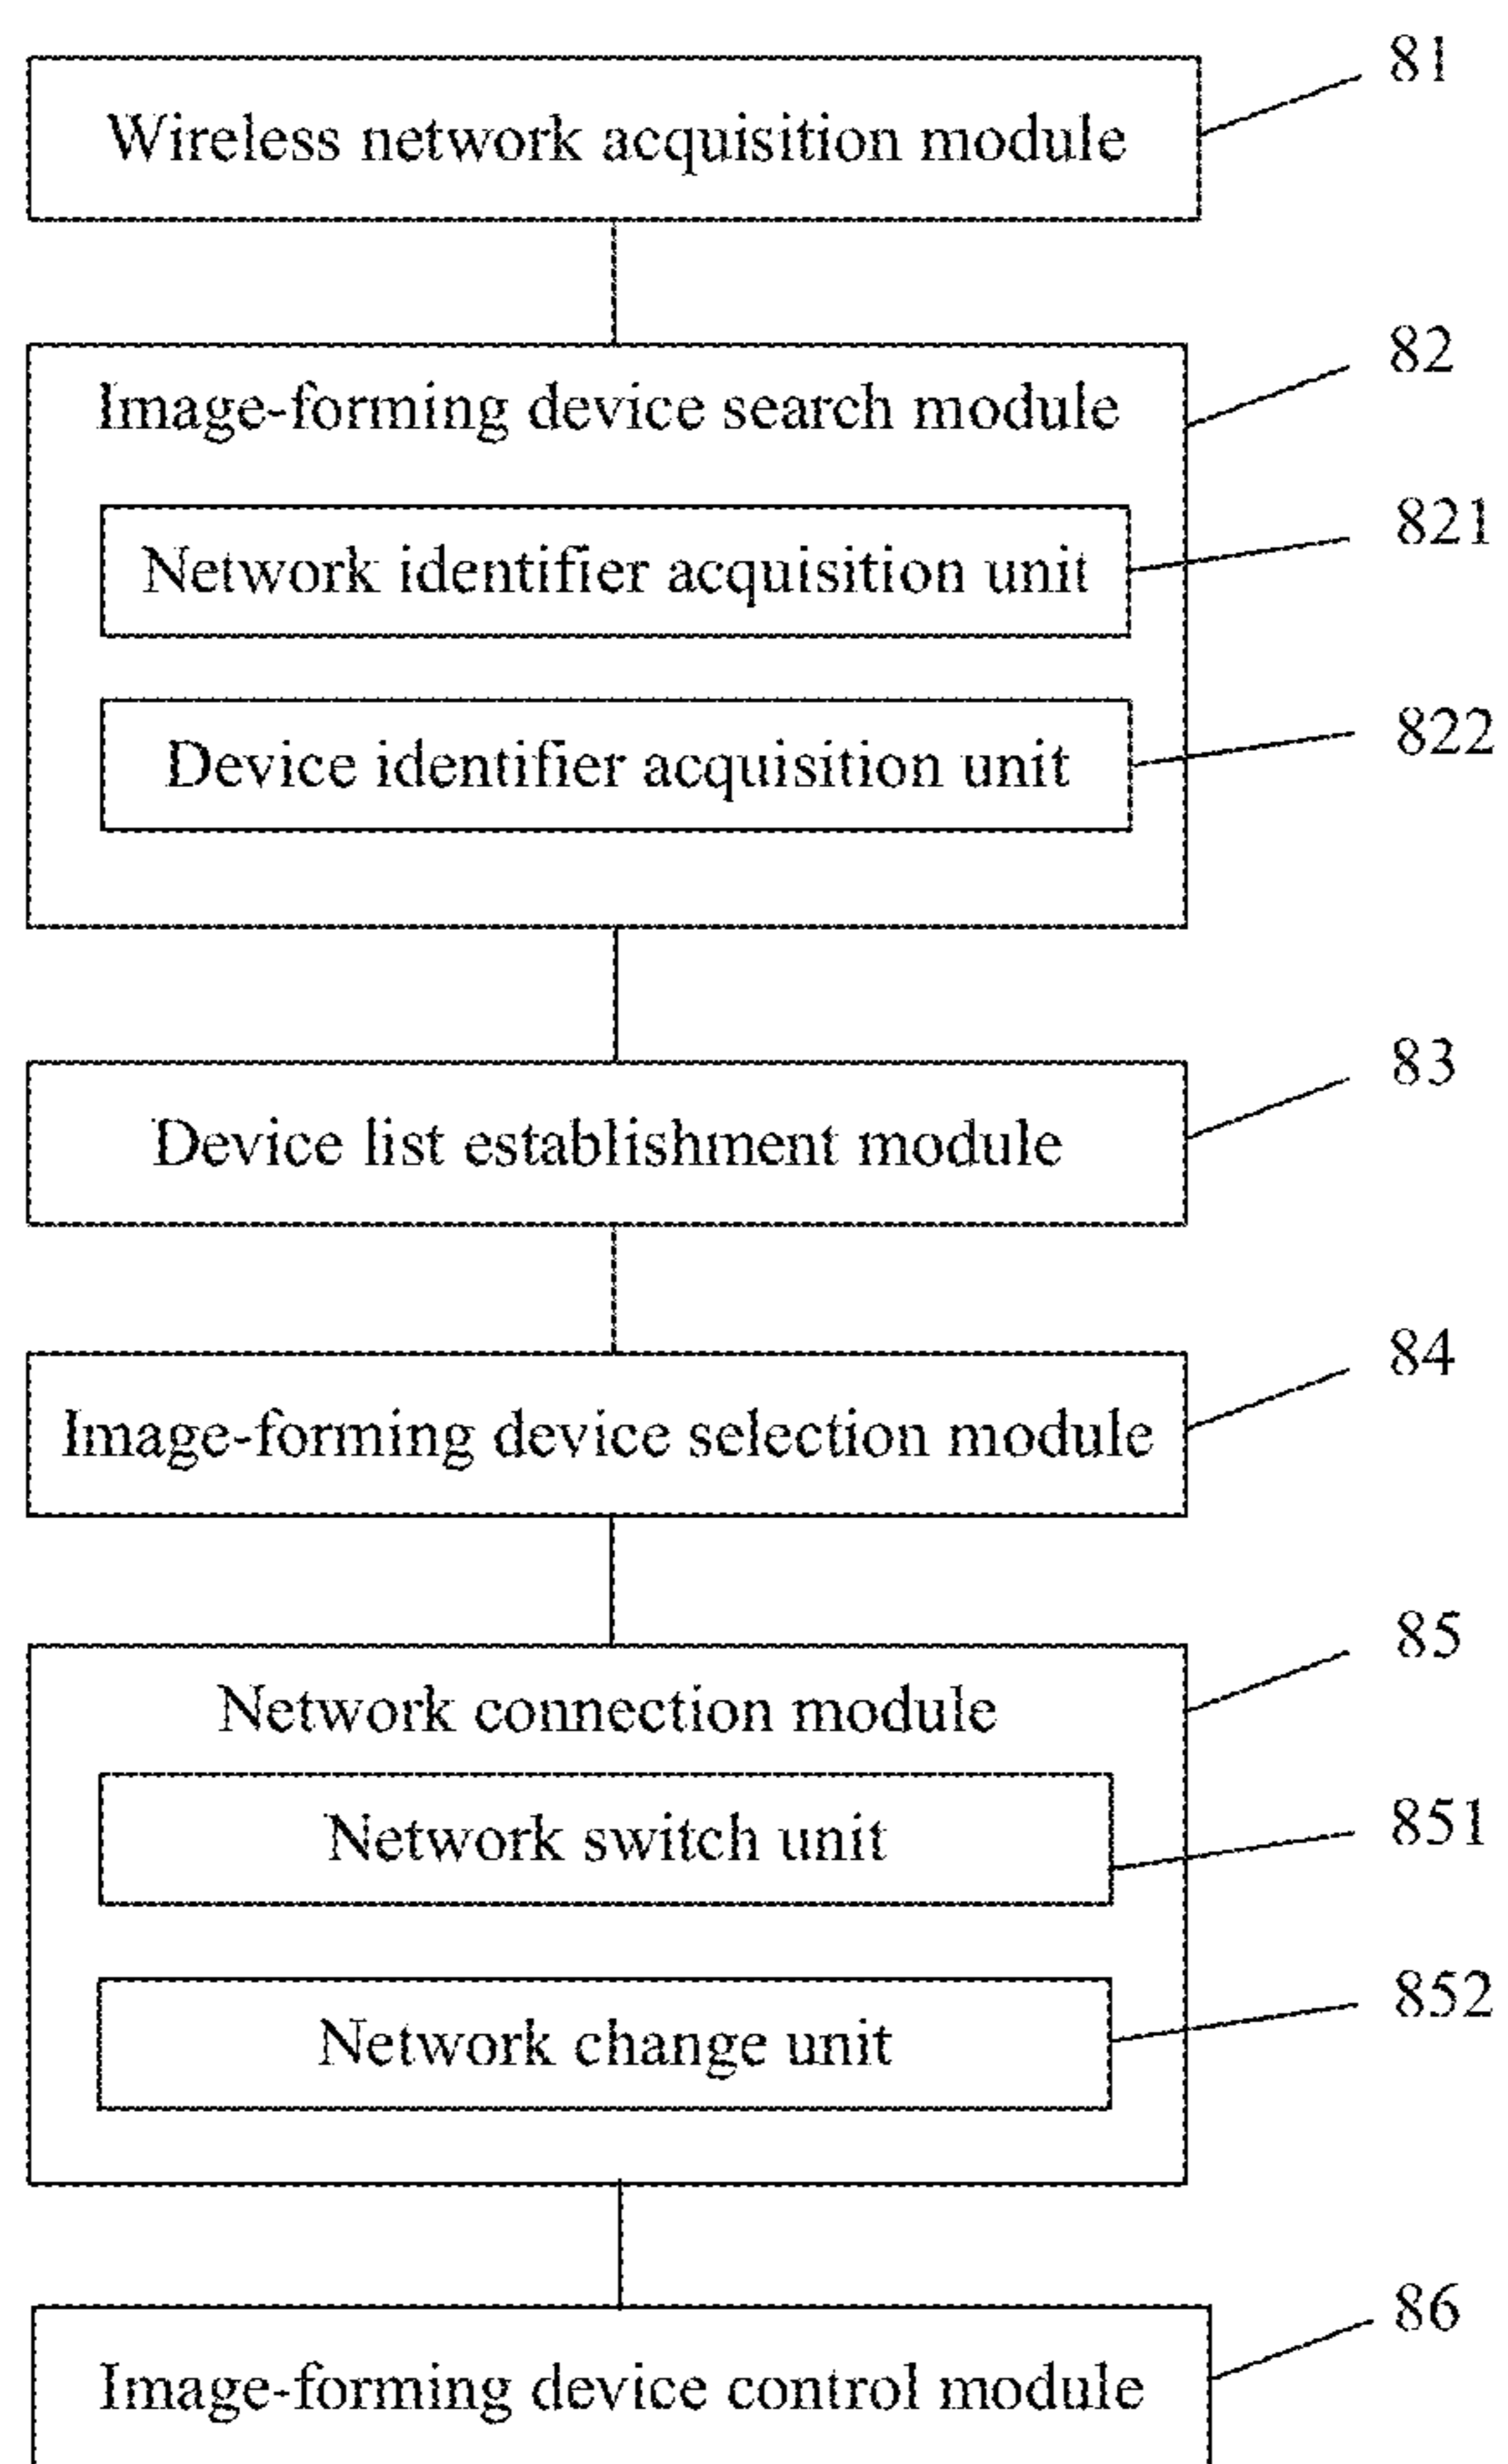 81
Wireless network acquisition module
82
Image-forming device search module
821
Network identifier acquisition unit
822
Device identifier acquisition unit
83
Device list establishment module
84
Image-forming device selection module
85
Network connection module
851
Network switch unit
852
Network change unit
86
Image-forming device control module